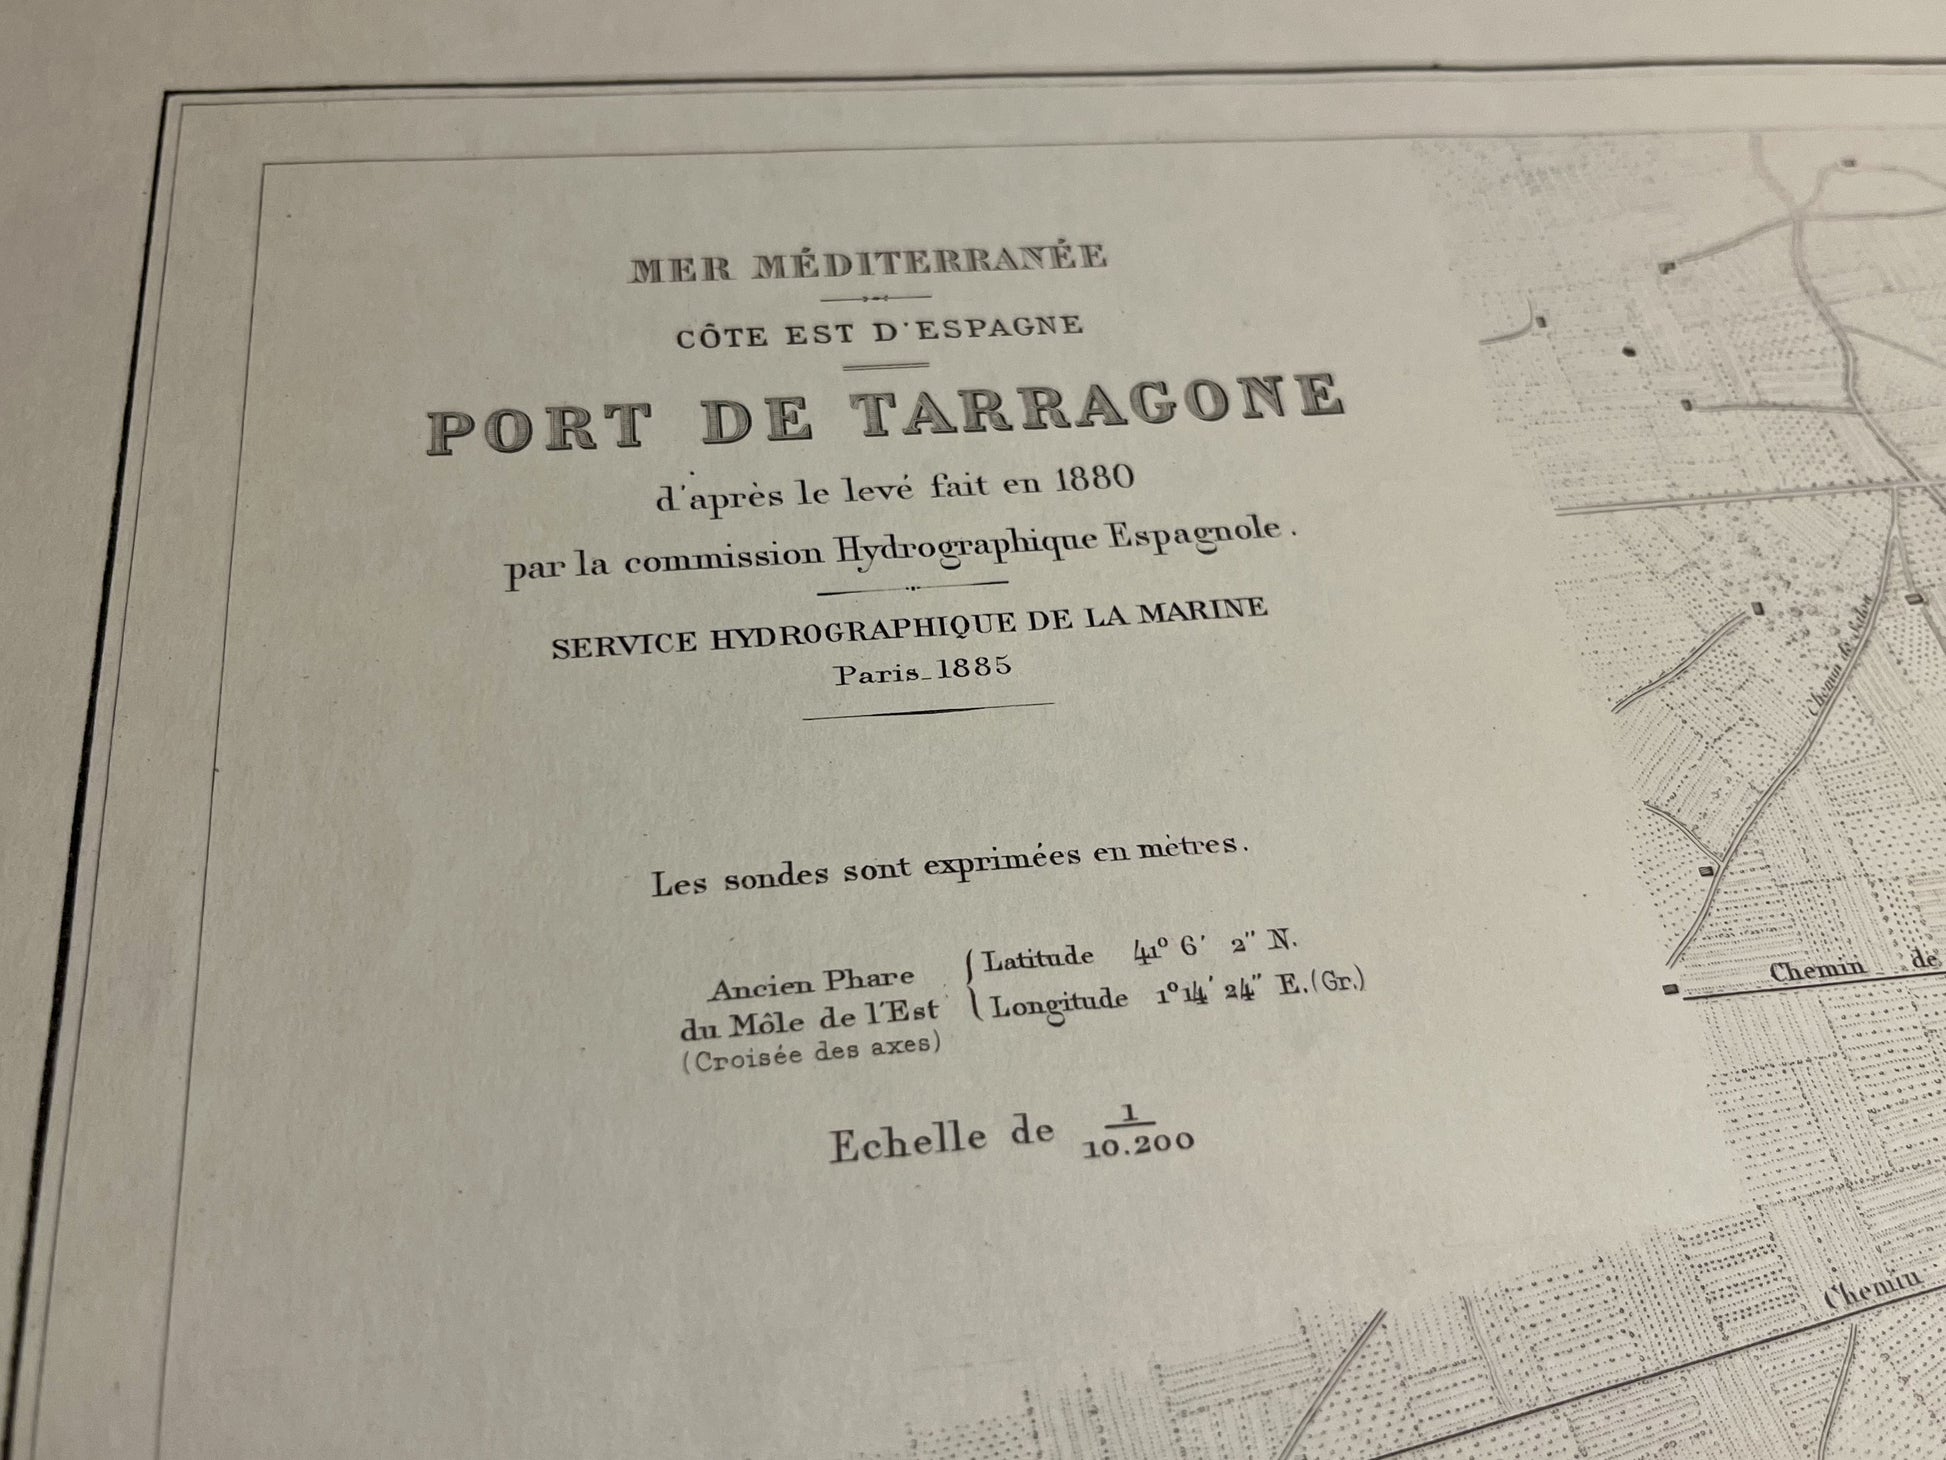 MER MÉDITERRANÉE
CÔTE EST D'ESPAGNE
PORT DE TARRAGONE
d'après le levé fait en 1880
par la commission Hydrographique Espagnole.
SERVICE HYDROGRAPHIQUE DE LA MARINE
Paris_1885
Les sondes sont exprimées en mètres.
Ancien Phare
du Môle de l'Est
(Croisée des axes)
Latitude 41° 6' 2" N.
Longitude 1° 14' 24" E. (Gr.)
Echelle de 1/10.200
Chemin de
Chemin de
Chemin